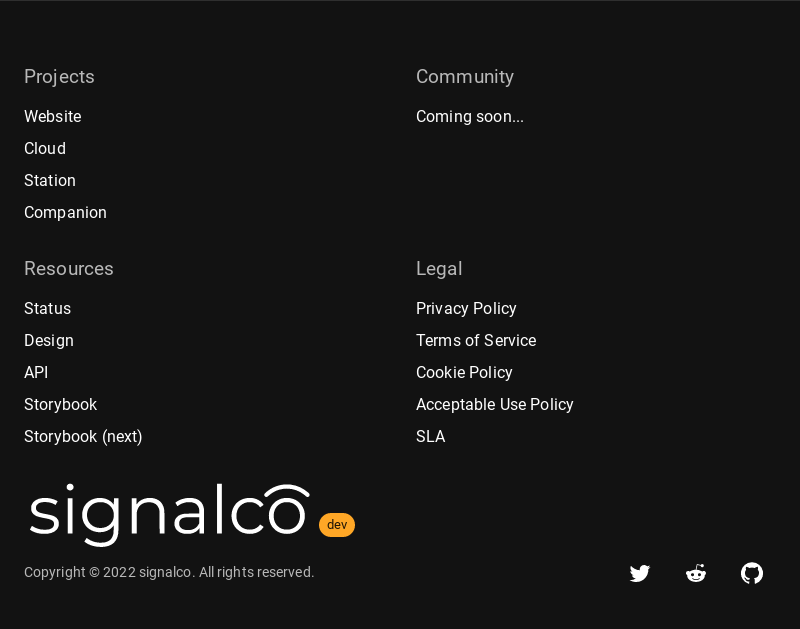 Projects
Website
Cloud
Station
Companion
Community
Coming soon...
Resources
Status
Design
API
Storybook
Storybook (next)
Legal
Privacy Policy
Terms of Service
Cookie Policy
Acceptable Use Policy
SLA
signalco dev
Copyright © 2022 signalco. All rights reserved.